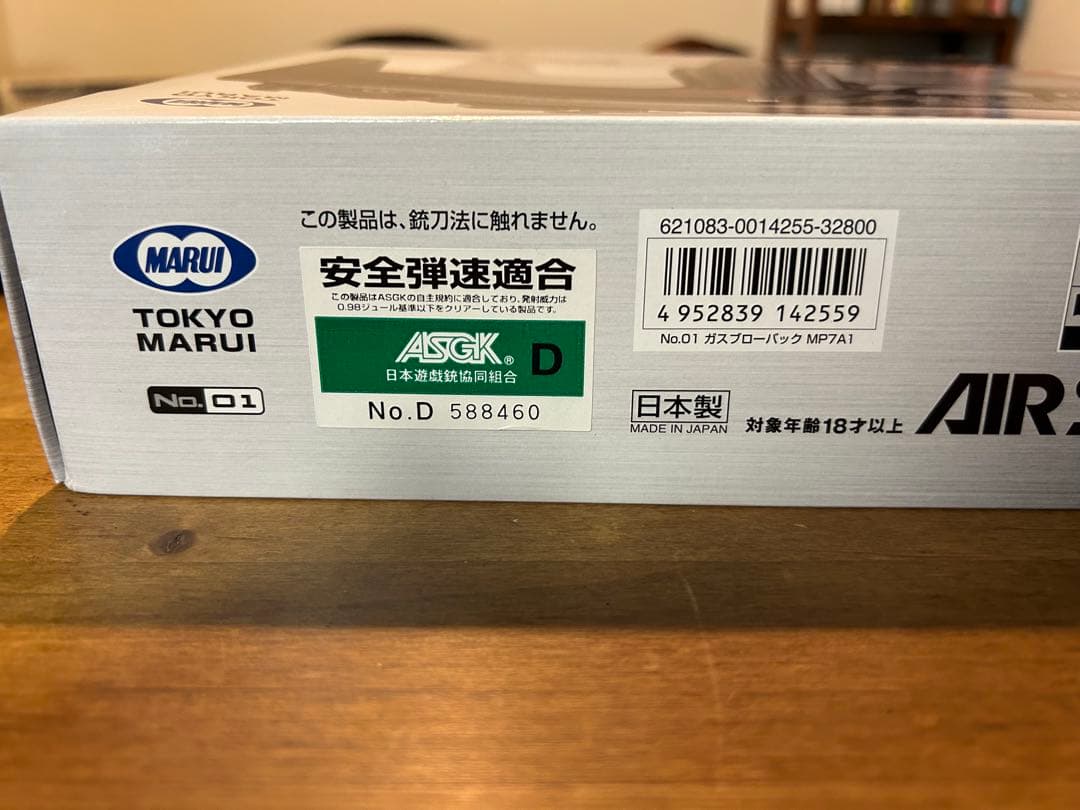 MARUI
TOKYO
MARUI
No.01
この製品は、銃刀法に触れません。
安全弾速適合
この製品はASGKの自主規約に適合しており、発射威力は
0.98ジュール基準以下をクリアーしている製品です。
ASGK® D
日本遊戯銃協同組合
No.D 588460
621083-0014255-32800
4 952839 142559
No.01 ガスブローバック MP7A1
日本製
MADE IN JAPAN
対象年齢18才以上
AIR S